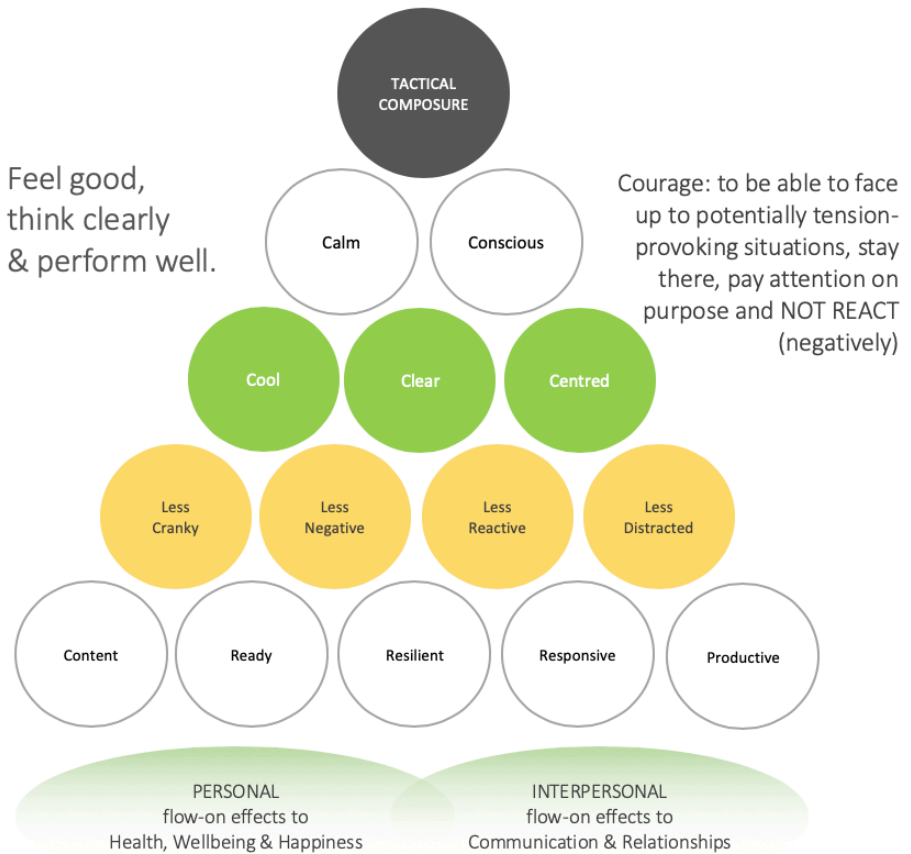 TACTICAL
COMPOSURE
Feel good,
think clearly
& perform well.
Courage: to be able to face
up to potentially tension-
provoking situations, stay
there, pay attention on
purpose and NOT REACT
(negatively)
Calm
Conscious
Cool
Clear
Centred
Less
Cranky
Less
Negative
Less
Reactive
Less
Distracted
Content
Ready
Resilient
Responsive
Productive
PERSONAL
flow-on effects to
Health, Wellbeing & Happiness
INTERPERSONAL
flow-on effects to
Communication & Relationships